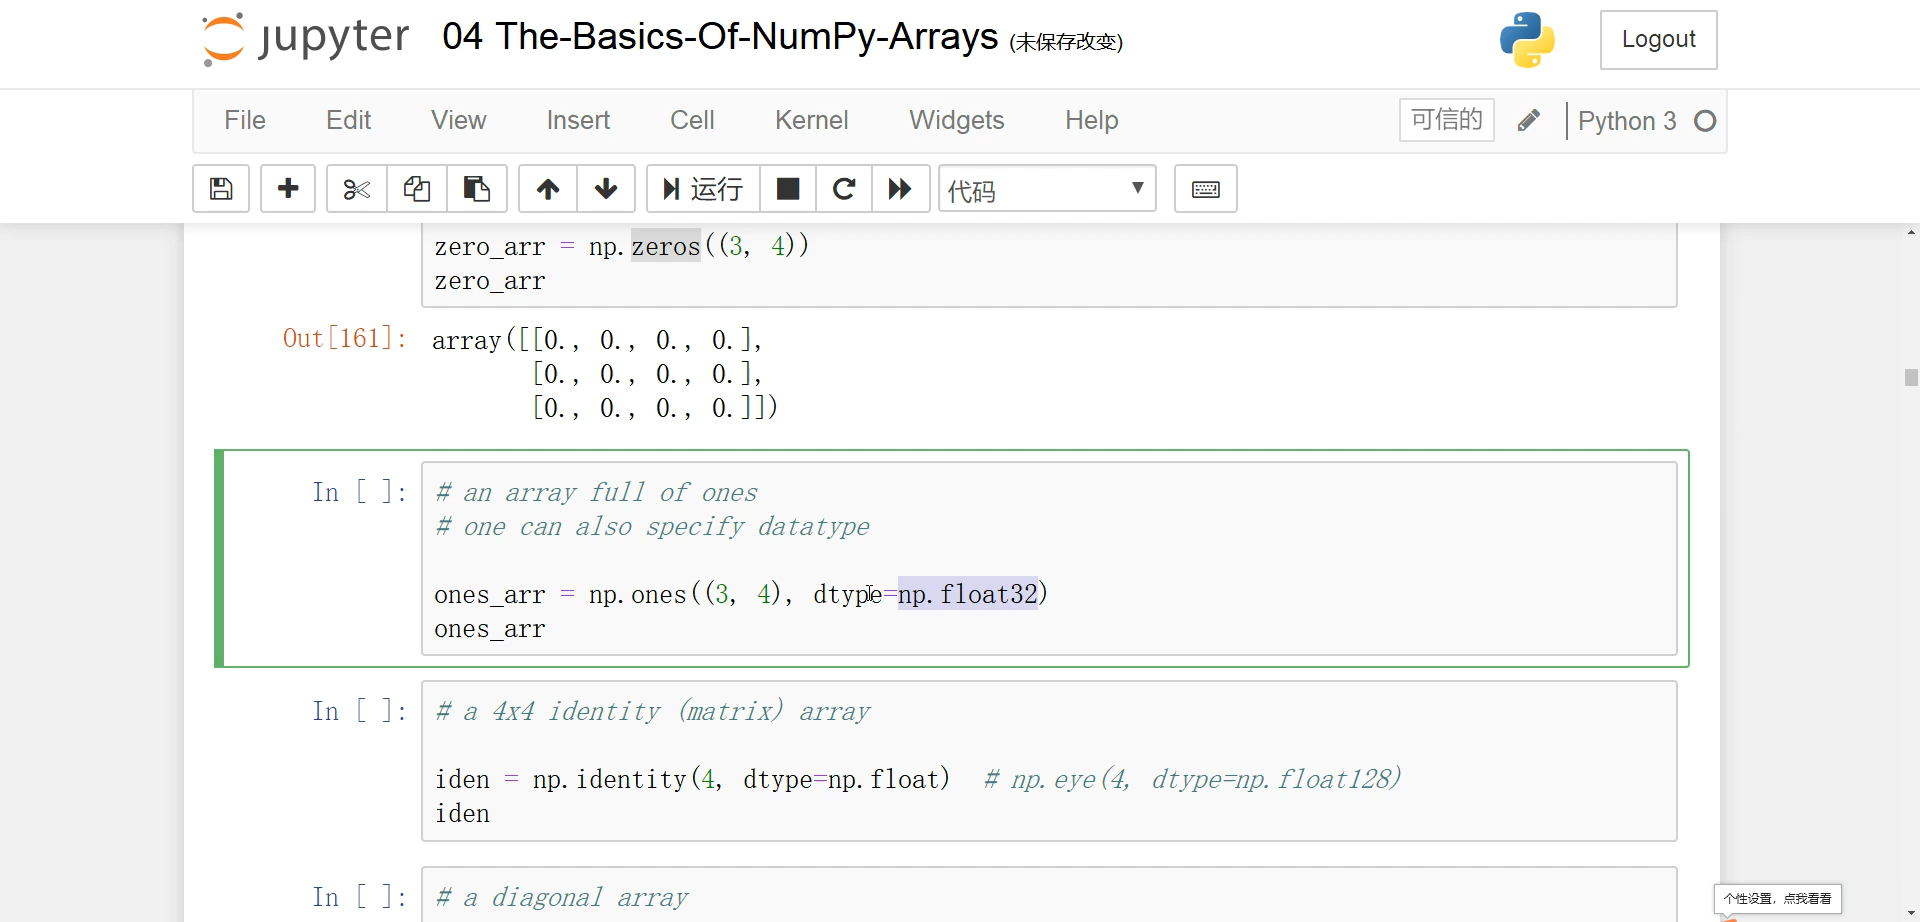 jupyter 04 The-Basics-Of-NumPy-Arrays (未保存改变) Logout
File Edit View Insert Cell Kernel Widgets Help 可信的 Python 3
运行 代码
zero_arr = np.zeros((3, 4))
zero_arr
Out[161]: array([[0., 0., 0., 0.],
[0., 0., 0., 0.],
[0., 0., 0., 0.]])
In [ ]: # an array full of ones
# one can also specify datatype
ones_arr = np.ones((3, 4), dtype=np.float32)
ones_arr
In [ ]: # a 4x4 identity (matrix) array
iden = np.identity(4, dtype=np.float) # np.eye(4, dtype=np.float128)
iden
In [ ]: # a diagonal array
个性设置，点我看看